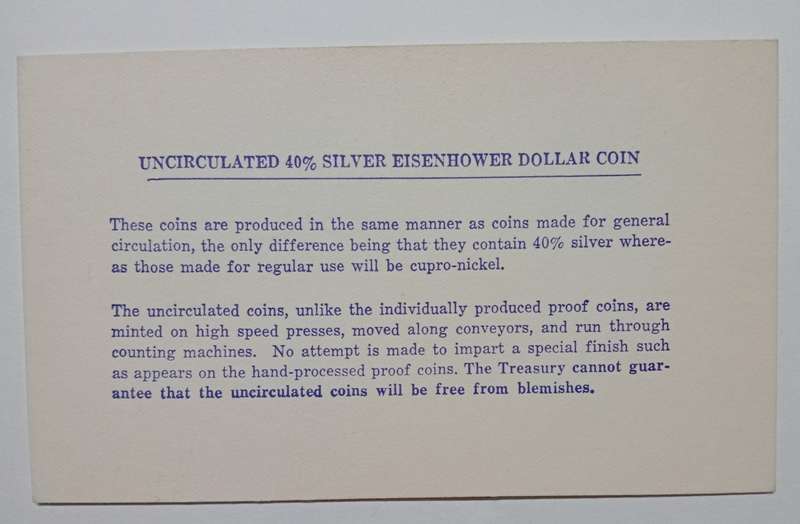 UNCIRCULATED 40% SILVER EISENHOWER DOLLAR COIN
These coins are produced in the same manner as coins made for general
circulation, the only difference being that they contain 40% silver where-
as those made for regular use will be cupro-nickel.
The uncirculated coins, unlike the individually produced proof coins, are
minted on high speed presses, moved along conveyors, and run through
counting machines. No attempt is made to impart a special finish such
as appears on the hand-processed proof coins. The Treasury cannot guar-
antee that the uncirculated coins will be free from blemishes.